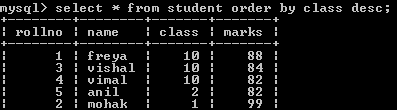 mysql> select * from student order by class desc;
| rollno | name | class | marks |
| 1 | freya | 10 | 88 |
| 3 | vishal | 10 | 84 |
| 4 | vimal | 10 | 82 |
| 5 | anil | 2 | 82 |
| 2 | mohak | 1 | 99 |